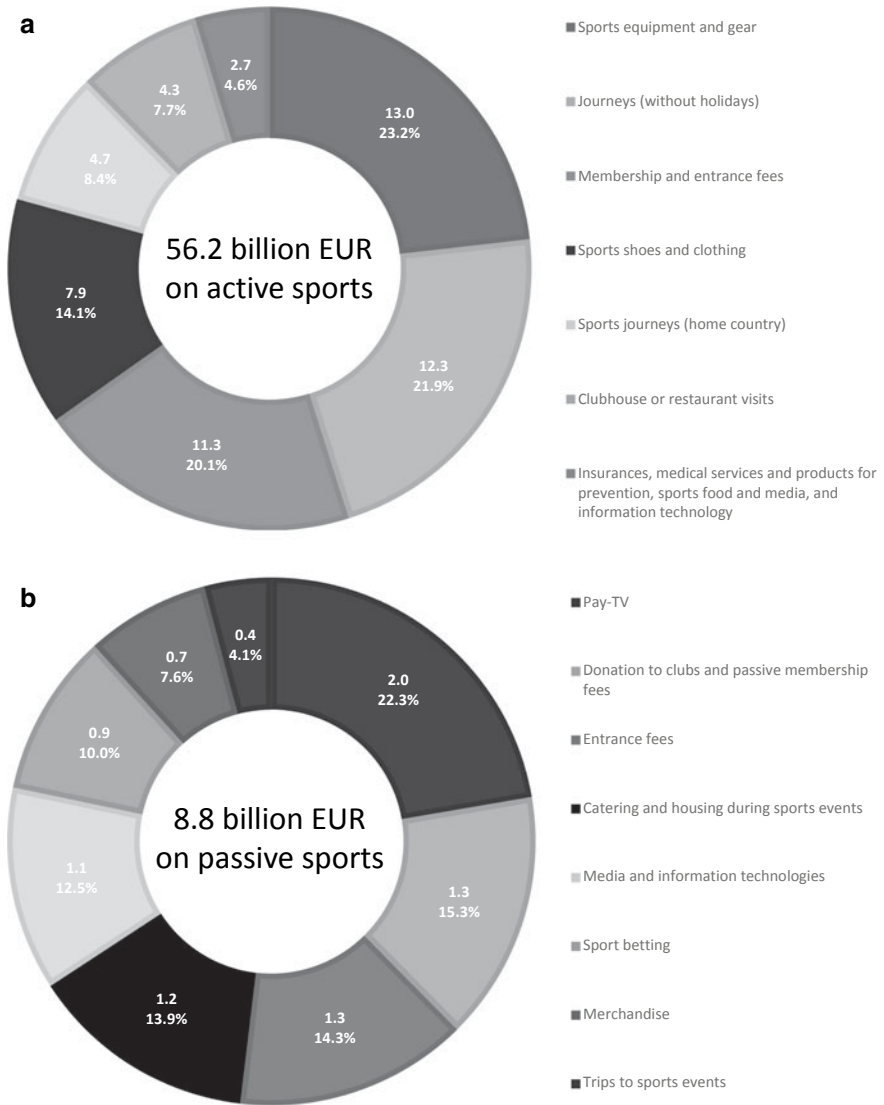 a
2.7
4.6%
13.0
23.2%
4.3
7.7%
4.7
8.4%
7.9
14.1%
12.3
21.9%
11.3
20.1%
56.2 billion EUR
on active sports
Sports equipment and gear
Journeys (without holidays)
Membership and entrance fees
Sports shoes and clothing
Sports journeys (home country)
Clubhouse or restaurant visits
Insurances, medical services and products for
prevention, sports food and media, and
information technology
b
0.4
4.1%
2.0
22.3%
0.7
7.6%
0.9
10.0%
1.1
12.5%
1.3
15.3%
1.2
13.9%
1.3
14.3%
8.8 billion EUR
on passive sports
Pay-TV
Donation to clubs and passive membership
fees
Entrance fees
Catering and housing during sports events
Media and information technologies
Sport betting
Merchandise
Trips to sports events